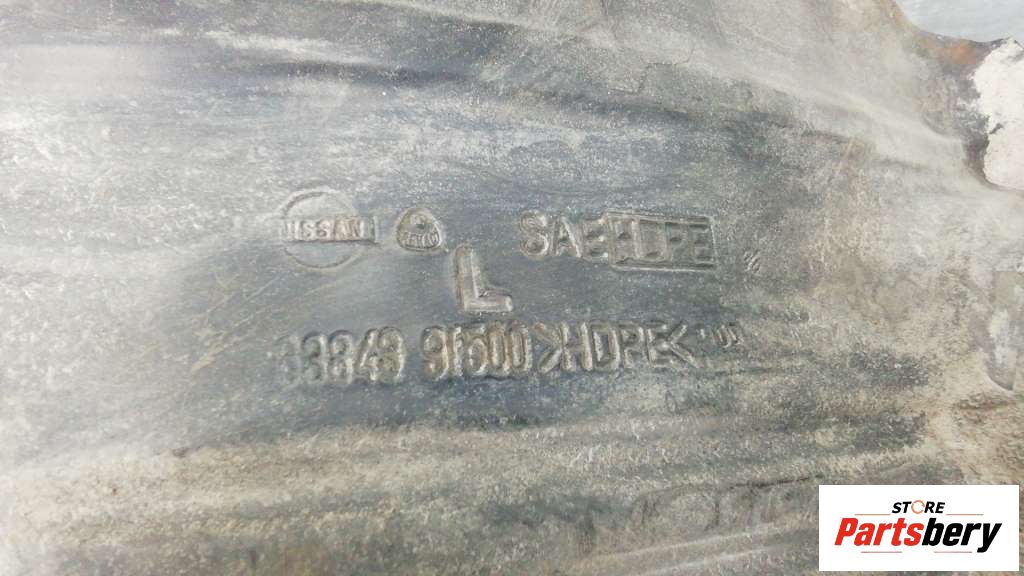 NISSAN SAE HDPE
L
63843 9F500 >HDPE<
STORE
Partsbery